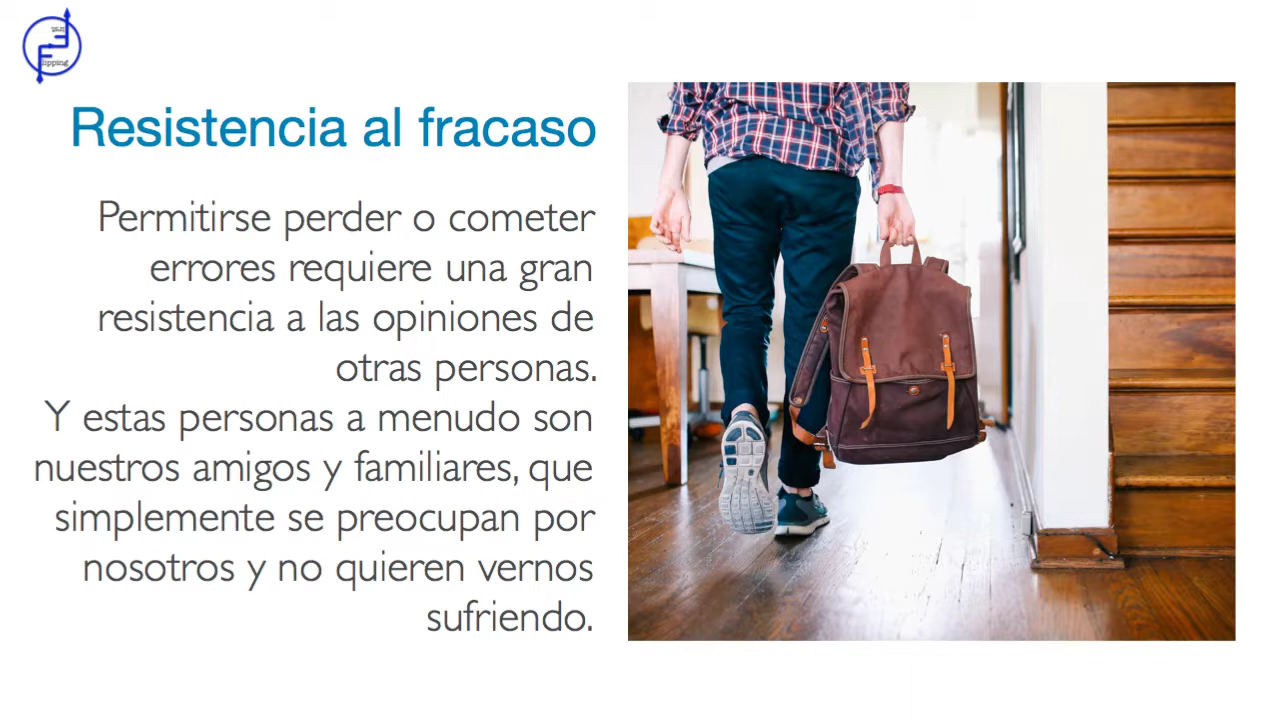 lipping
Resistencia al fracaso
Permitirse perder o cometer
errores requiere una gran
resistencia a las opiniones de
otras personas.
Y estas personas a menudo son
nuestros amigos y familiares, que
simplemente se preocupan por
nosotros y no quieren vernos
sufriendo.